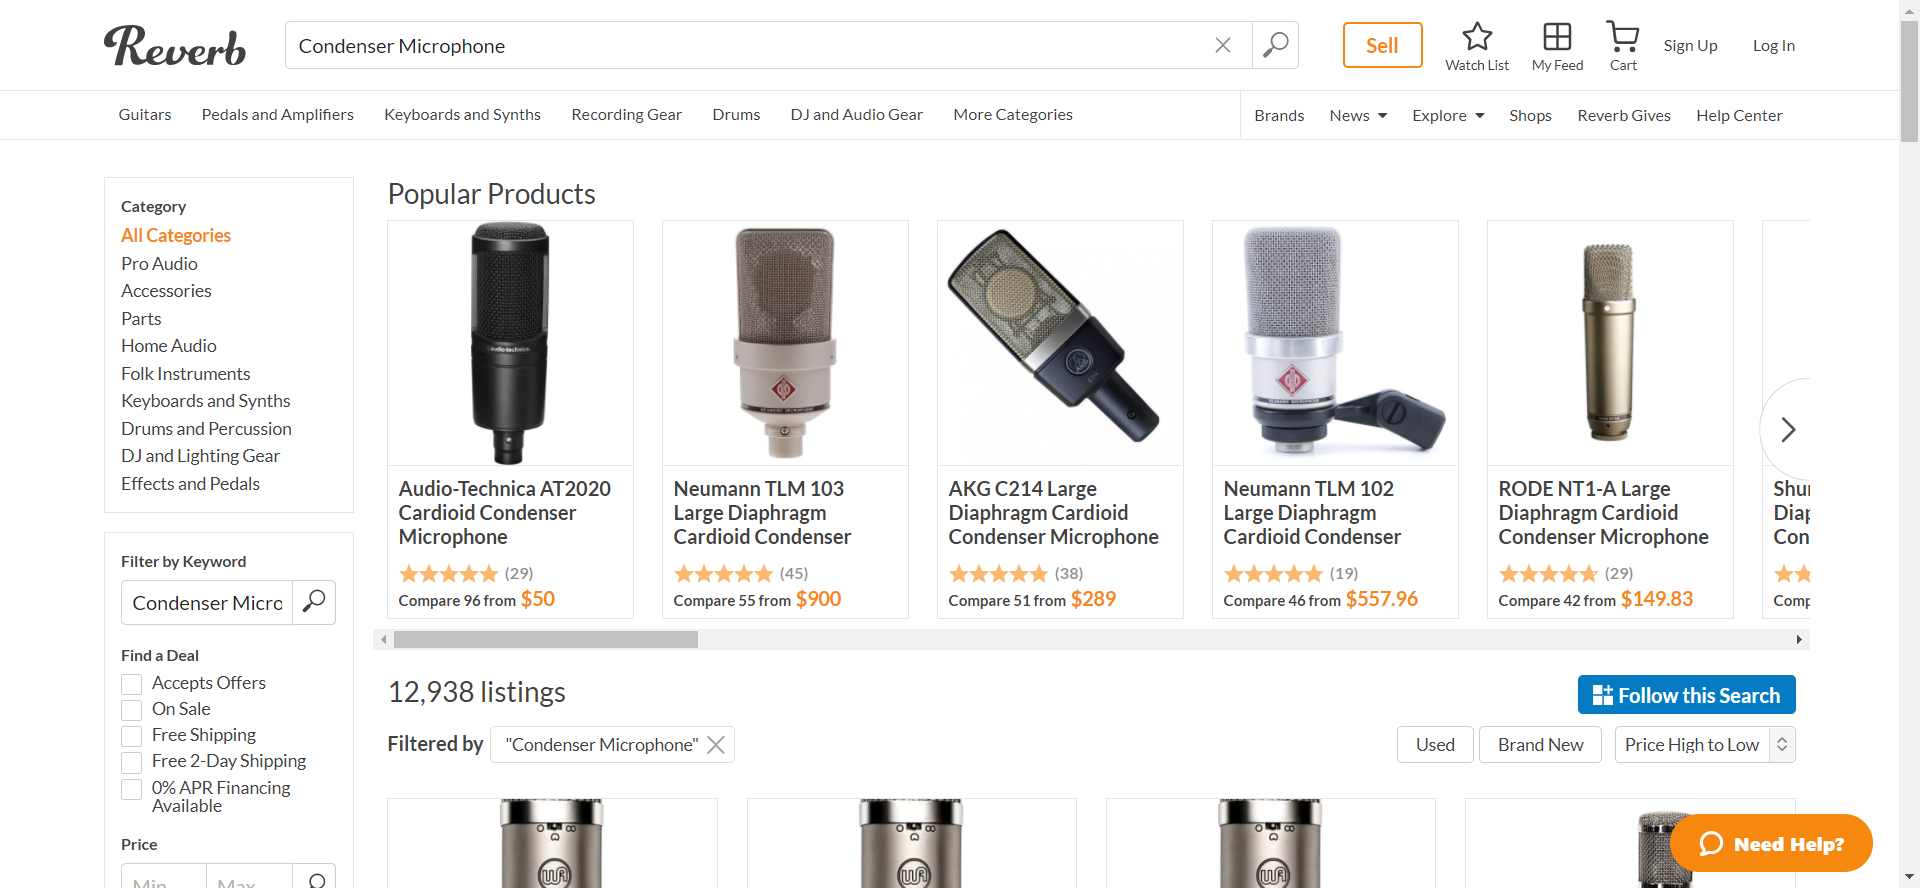 Reverb
Condenser Microphone
Sell
Watch List
My Feed
Cart
Sign Up
Log In
Guitars
Pedals and Amplifiers
Keyboards and Synths
Recording Gear
Drums
DJ and Audio Gear
More Categories
Brands
News
Explore
Shops
Reverb Gives
Help Center
Category
All Categories
Pro Audio
Accessories
Parts
Home Audio
Folk Instruments
Keyboards and Synths
Drums and Percussion
DJ and Lighting Gear
Effects and Pedals
Filter by Keyword
Condenser Micro
Find a Deal
Accepts Offers
On Sale
Free Shipping
Free 2-Day Shipping
0% APR Financing
Available
Price
Min
Max
Popular Products
audio-technica
Audio-Technica AT2020
Cardioid Condenser
Microphone
(29)
Compare 96 from $50
Neumann TLM 103
Large Diaphragm
Cardioid Condenser
(45)
Compare 55 from $900
AKG
AKG C214 Large
Diaphragm Cardioid
Condenser Microphone
(38)
Compare 51 from $289
Neumann TLM 102
Large Diaphragm
Cardioid Condenser
(19)
Compare 46 from $557.96
RODE NT1-A Large
Diaphragm Cardioid
Condenser Microphone
(29)
Compare 42 from $149.83
Shur
Diap
Con
Comp
12,938 listings
Follow this Search
Filtered by
"Condenser Microphone"
Used
Brand New
Price High to Low
WA
WA
WA
Need Help?